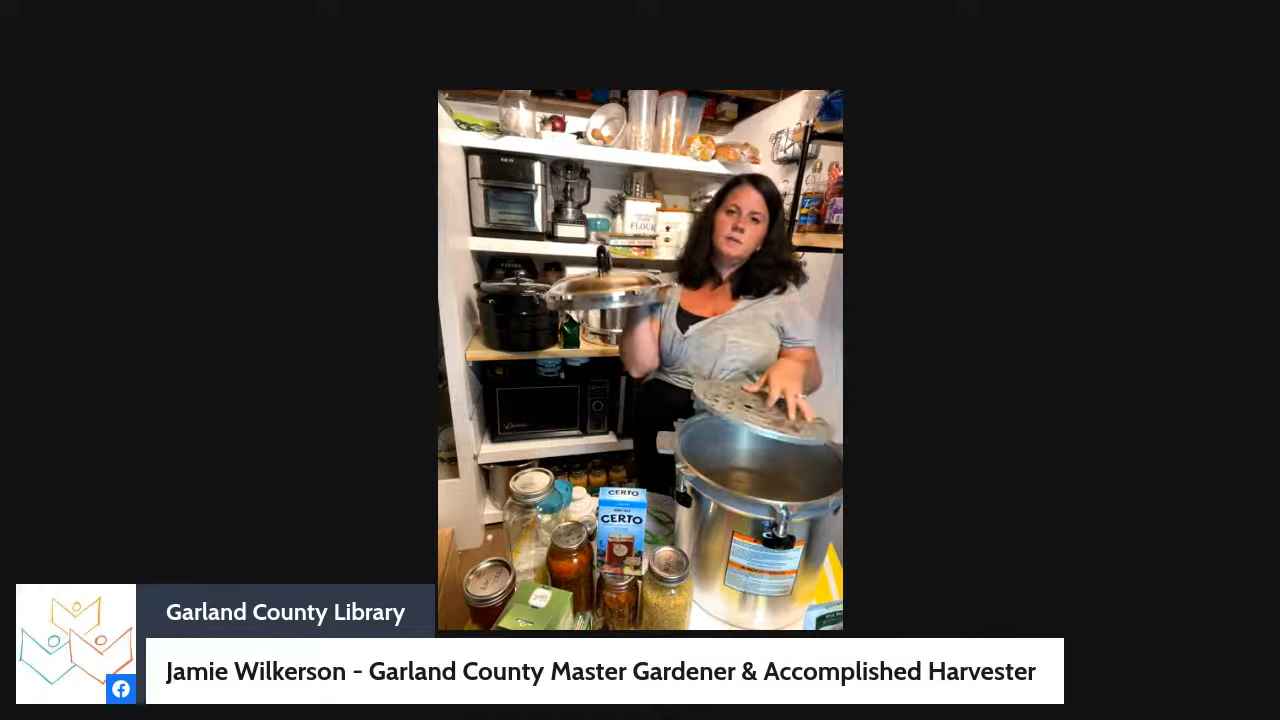 FLOUR
CERTO
CERTO
Garland County Library
Jamie Wilkerson - Garland County Master Gardener & Accomplished Harvester